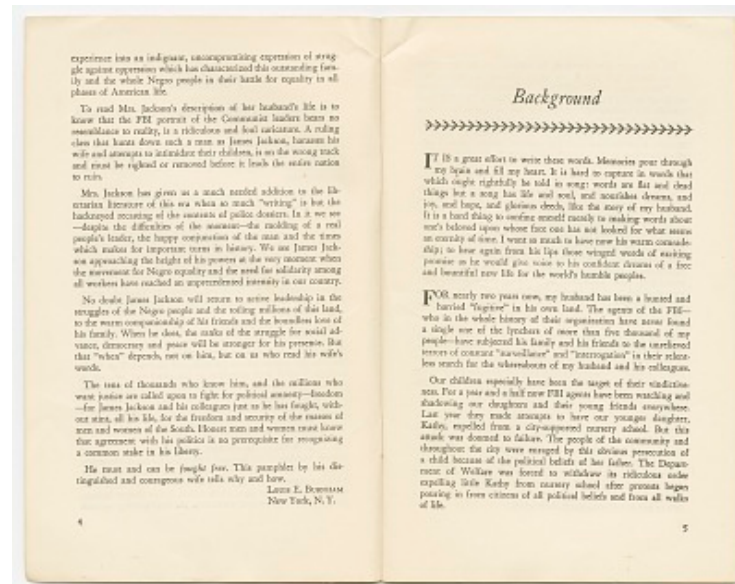 experience into an indignant, uncompromising expression of strug-
gle against oppression which has characterized this outstanding fam-
ily and the whole Negro people in their battle for equality in all
phases of American life.
To read Mrs. Jackson's description of her husband's life is to
know that the FBI portrait of the Communist leaders bears no
resemblance to reality, is a ridiculous and foul caricature. A ruling
class that hunts down such a man as James Jackson, harasses his
wife and attempts to intimidate their children, is on the wrong track
and must be righted or removed before it leads the entire nation
to ruin.
Mrs. Jackson has given us a much needed addition to the lib-
ertarian literature of this era when so much "writing" is but the
hackneyed recounting of the contents of police dossiers. In it we see
—despite the difficulties of the moment—the molding of a real
people's leader, the happy conjunction of the man and the times
which makes for important turns in history. We see James Jack-
son approaching the height of his powers at the very moment when
the movement for Negro equality and the need for solidarity among
all workers have reached an unprecedented intensity in our country.
No doubt James Jackson will return to active leadership in the
struggles of the Negro people and the toiling millions of this land,
to the warm companionship of his friends and the boundless love of
his family. When he does, the ranks of the struggle for social ad-
vance, democracy and peace will be stronger for his presence. But
that "when" depends, not on him, but on us who read his wife's
words.
The tens of thousands who know him, and the millions who
want justice are called upon to fight for political amnesty—freedom
—for James Jackson and his colleagues just as he has fought, with-
out stint, all his life, for the freedom and security of the masses of
men and women of the South. Honest men and women must know
that agreement with his politics is no prerequisite for recognizing
a common stake in his liberty.
He must and can be fought free. This pamphlet by his dis-
tinguished and courageous wife tells why and how.
Louis E. Burnham
New York, N. Y.
4
Background
IT IS a great effort to write these words. Memories pour through
my brain and fill my heart. It is hard to capture in words that
which ought rightfully be told in song: words are flat and dead
things but a song has life and soul, and nourishes dreams, and
joy, and hope, and glorious deeds, like the story of my husband.
It is a hard thing to confine oneself merely to making words about
one's beloved upon whose face one has not looked for what seems
an eternity of time. I want so much to have now his warm comrade-
ship; to hear again from his lips those winged words of exciting
promise as he would give voice to his confident dreams of a free
and beautiful new life for the world's humble peoples.
FOR nearly two years now, my husband has been a hunted and
harried "fugitive" in his own land. The agents of the FBI—
who in the whole history of their organization have never found
a single one of the lynchers of more than five thousand of my
people—have subjected his family and his friends to the unrelieved
terrors of constant "surveillance" and "interrogation" in their relent-
less search for the whereabouts of my husband and his colleagues.
Our children especially have been the target of their vindictive-
ness. For a year and a half now FBI agents have been watching and
shadowing our daughters and their young friends everywhere.
Last year they made attempts to have our younger daughter,
Kathy, expelled from a city-supported nursery school. But this
attack was doomed to failure. The people of the community and
throughout the city were enraged by this obvious persecution of
a child because of the political beliefs of her father. The Depart-
ment of Welfare was forced to withdraw its ridiculous order
expelling little Kathy from nursery school after protests began
pouring in from citizens of all political beliefs and from all walks
of life.
5